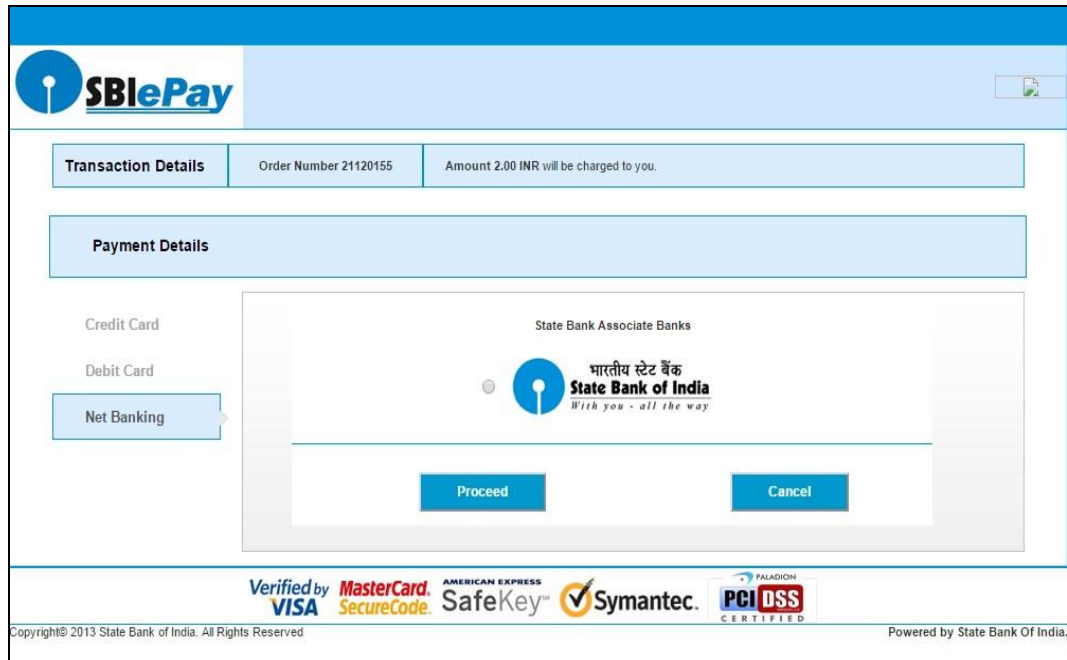 SBIePay
Transaction Details
Order Number 21120155
Amount 2.00 INR will be charged to you.
Payment Details
Credit Card
Debit Card
Net Banking
State Bank Associate Banks
भारतीय स्टेट बैंक
State Bank of India
With you - all the way
Proceed
Cancel
Verified by
VISA
MasterCard.
SecureCode.
AMERICAN EXPRESS
SafeKey℠
Symantec.
PALADION
PCI DSS
CERTIFIED
Copyright© 2013 State Bank of India. All Rights Reserved
Powered by State Bank Of India.